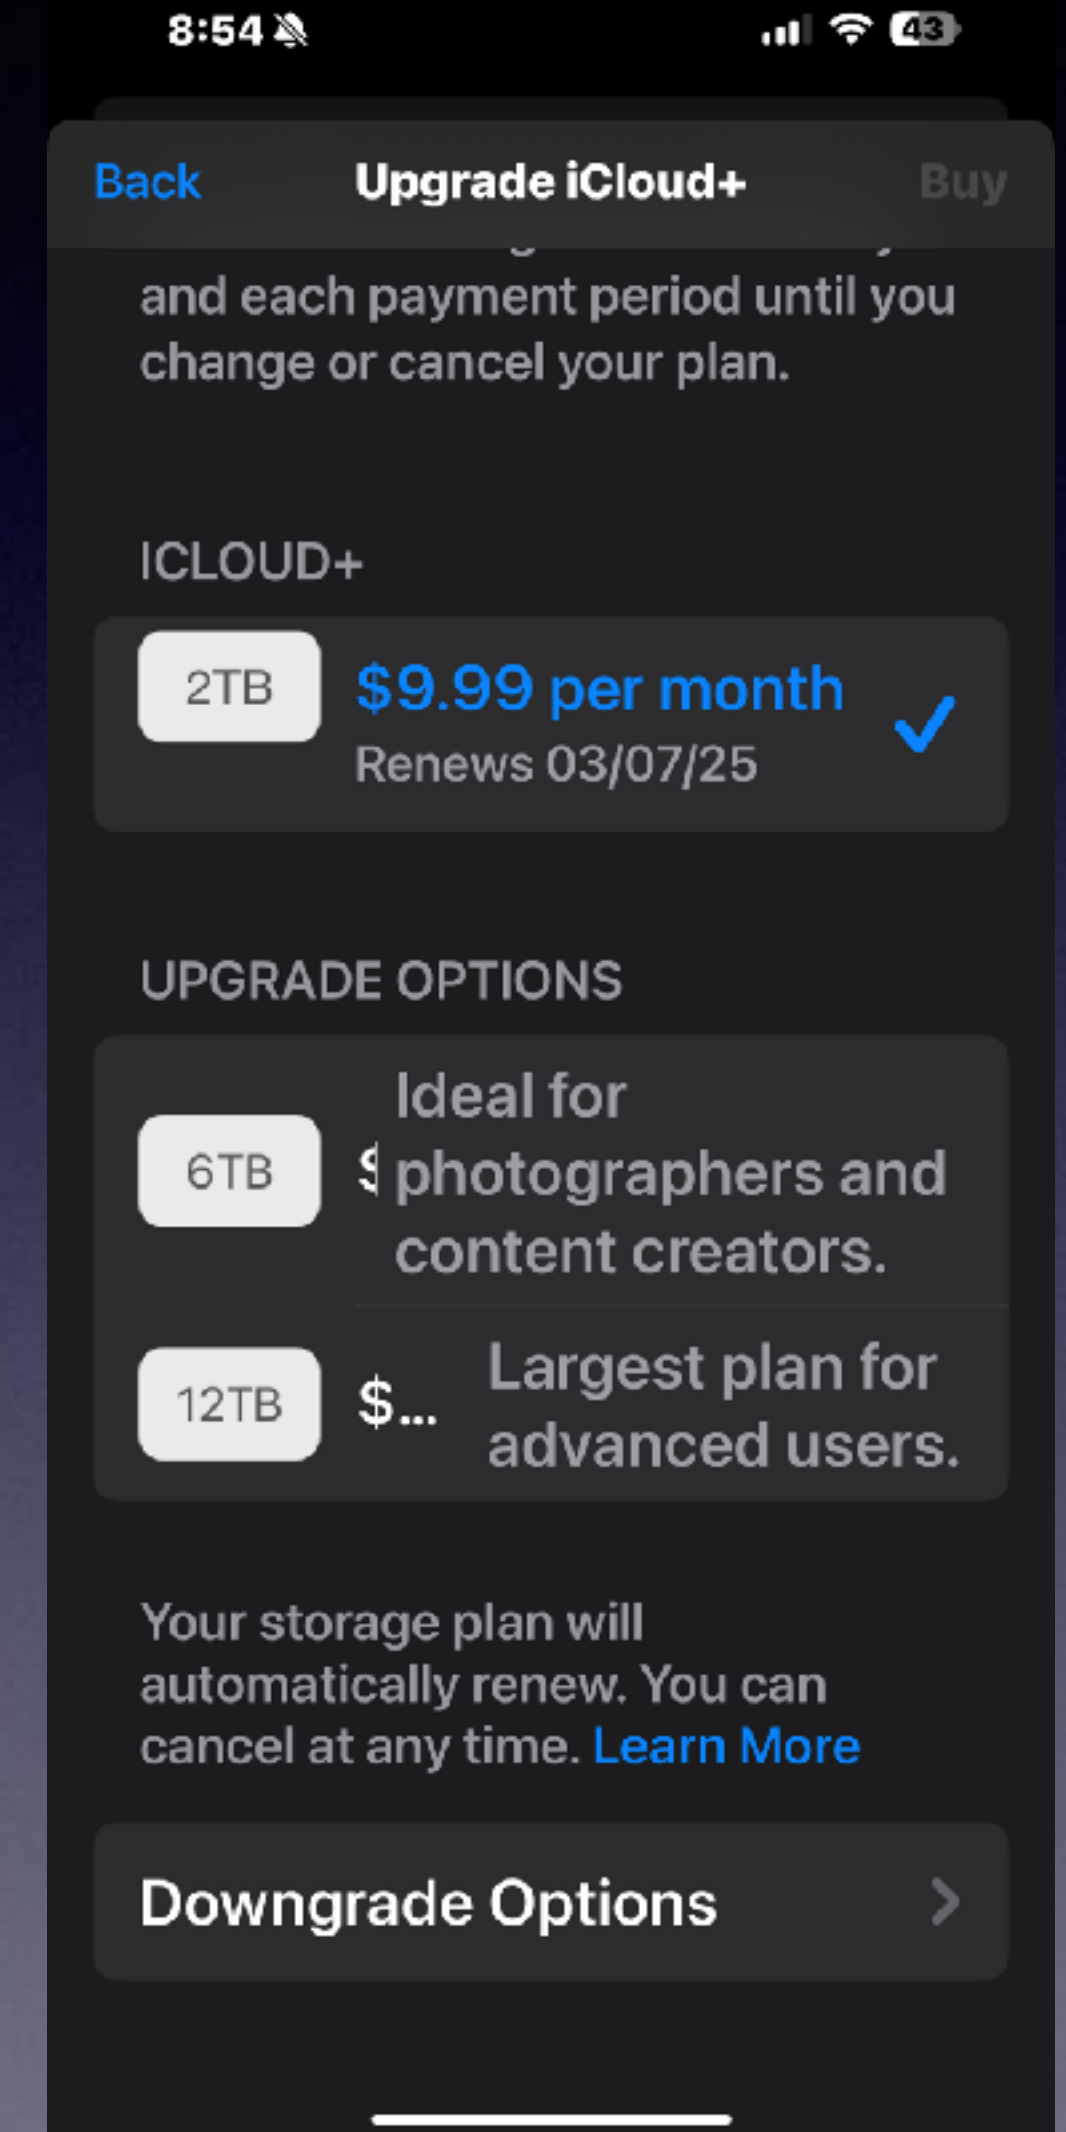 8:54
43
Back Upgrade iCloud+ Buy
and each payment period until you
change or cancel your plan.
ICLOUD+
2TB $9.99 per month
Renews 03/07/25
UPGRADE OPTIONS
Ideal for
6TB $ photographers and
content creators.
Largest plan for
12TB $...
advanced users.
Your storage plan will
automatically renew. You can
cancel at any time. Learn More
Downgrade Options